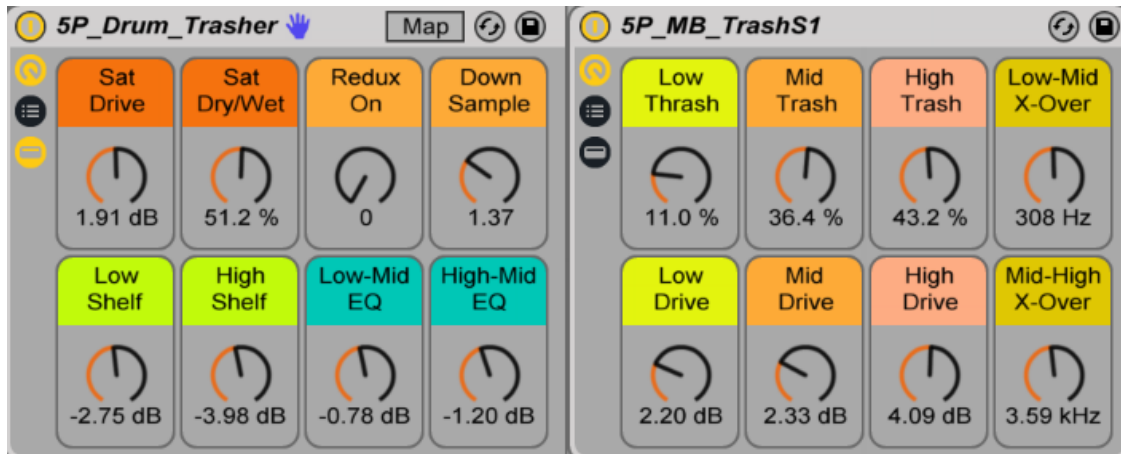 5P_Drum_Trasher
Map
Sat
Drive
1.91 dB
Sat
Dry/Wet
51.2 %
Redux
On
0
Down
Sample
1.37
Low
Shelf
-2.75 dB
High
Shelf
-3.98 dB
Low-Mid
EQ
-0.78 dB
High-Mid
EQ
-1.20 dB
5P_MB_TrashS1
Low
Thrash
11.0 %
Mid
Trash
36.4 %
High
Trash
43.2 %
Low-Mid
X-Over
308 Hz
Low
Drive
2.20 dB
Mid
Drive
2.33 dB
High
Drive
4.09 dB
Mid-High
X-Over
3.59 kHz